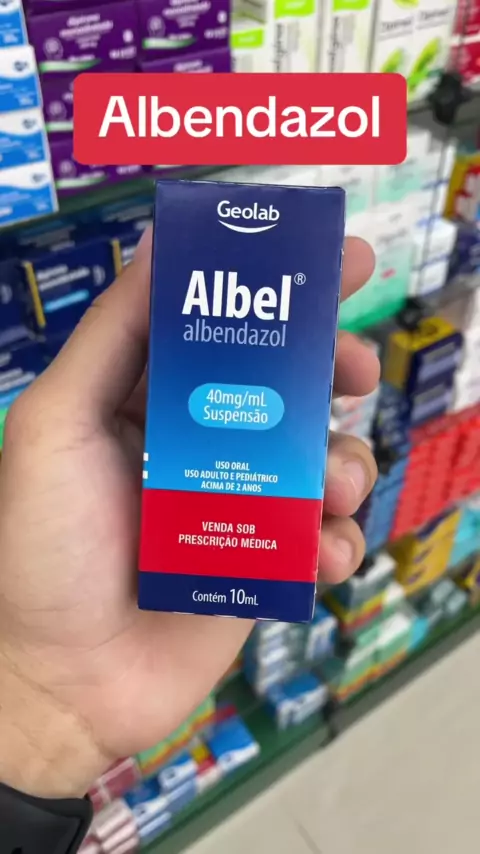 Albendazol
Geolab
Albel®
albendazol
40mg/mL
Suspensão
USO ORAL
USO ADULTO E PEDIÁTRICO
ACIMA DE 2 ANOS
VENDA SOB
PRESCRIÇÃO MÉDICA
Contém 10mL